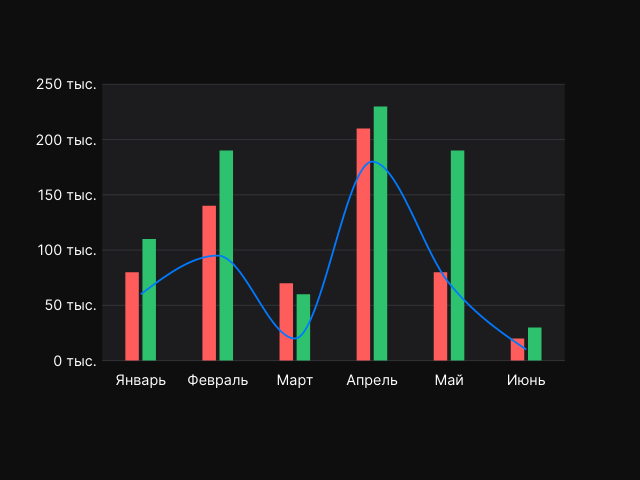 250 тыс.
200 тыс.
150 тыс.
100 тыс.
50 тыс.
0 тыс.
Январь Февраль Март Апрель Май Июнь